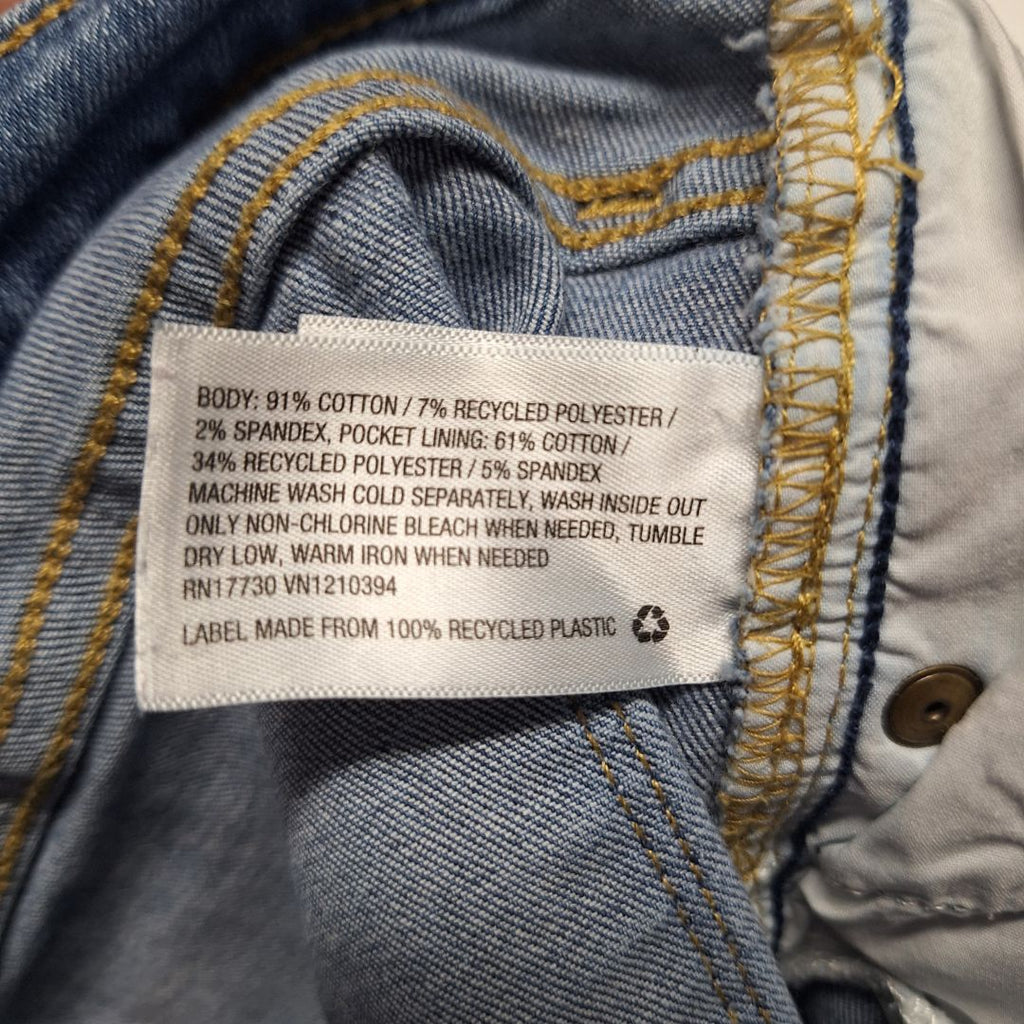 BODY: 91% COTTON / 7% RECYCLED POLYESTER /
2% SPANDEX, POCKET LINING: 61% COTTON /
34% RECYCLED POLYESTER / 5% SPANDEX
MACHINE WASH COLD SEPARATELY, WASH INSIDE OUT
ONLY NON-CHLORINE BLEACH WHEN NEEDED, TUMBLE
DRY LOW, WARM IRON WHEN NEEDED
RN17730 VN1210394
LABEL MADE FROM 100% RECYCLED PLASTIC